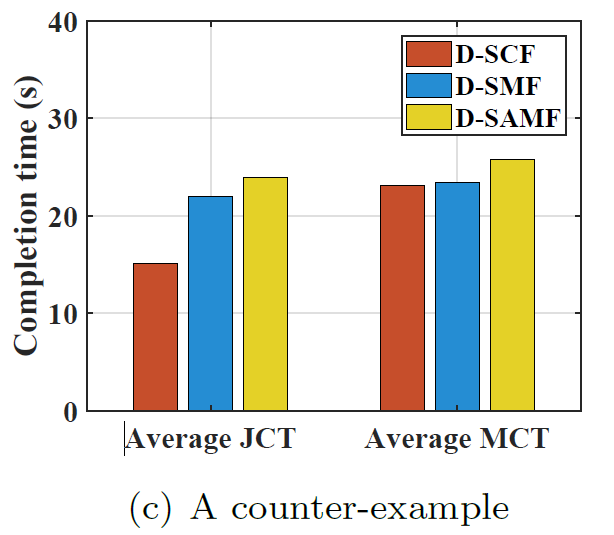 40
30
20
10
0
Completion time (s)
D-SCF
D-SMF
D-SAMF
Average JCT
Average MCT
(c) A counter-example